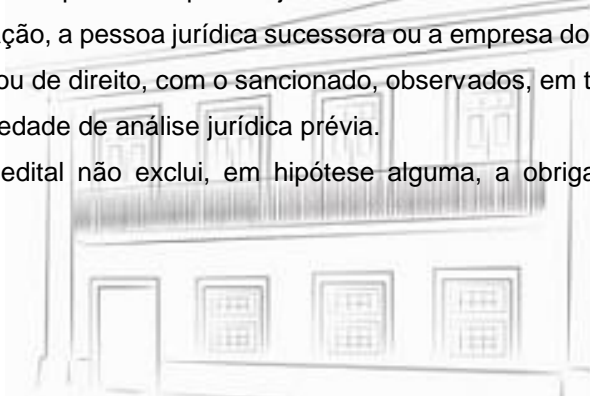 ação, a pessoa jurídica sucessora ou a empresa do
ou de direito, com o sancionado, observados, em t
edade de análise jurídica prévia.
edital não exclui, em hipótese alguma, a obriga